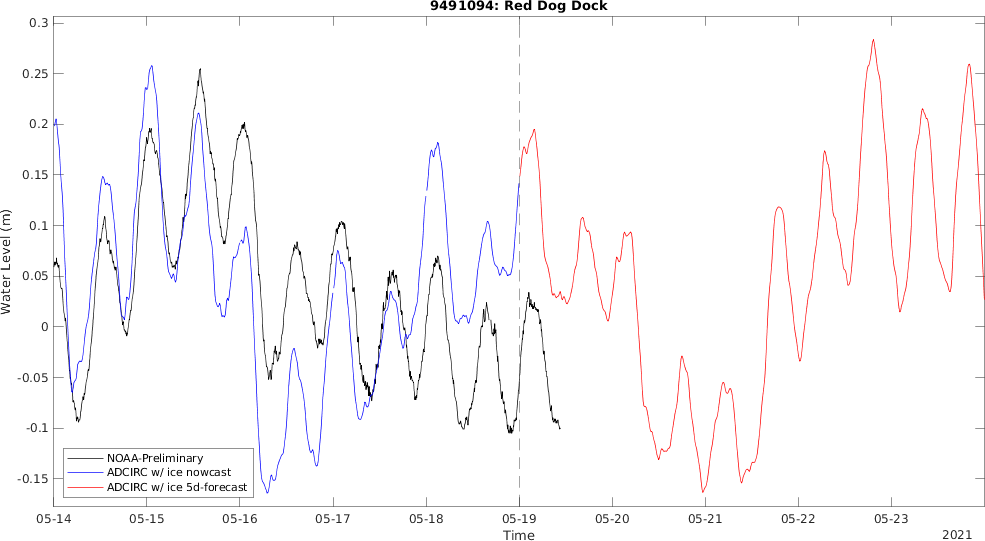 9491094: Red Dog Dock
0.3
0.25
0.2
0.15
0.1
0.05
0
-0.05
-0.1
-0.15
Water Level (m)
NOAA-Preliminary
ADCIRC w/ ice nowcast
ADCIRC w/ ice 5d-forecast
05-14 05-15 05-16 05-17 05-18 05-19 05-20 05-21 05-22 05-23
Time
2021